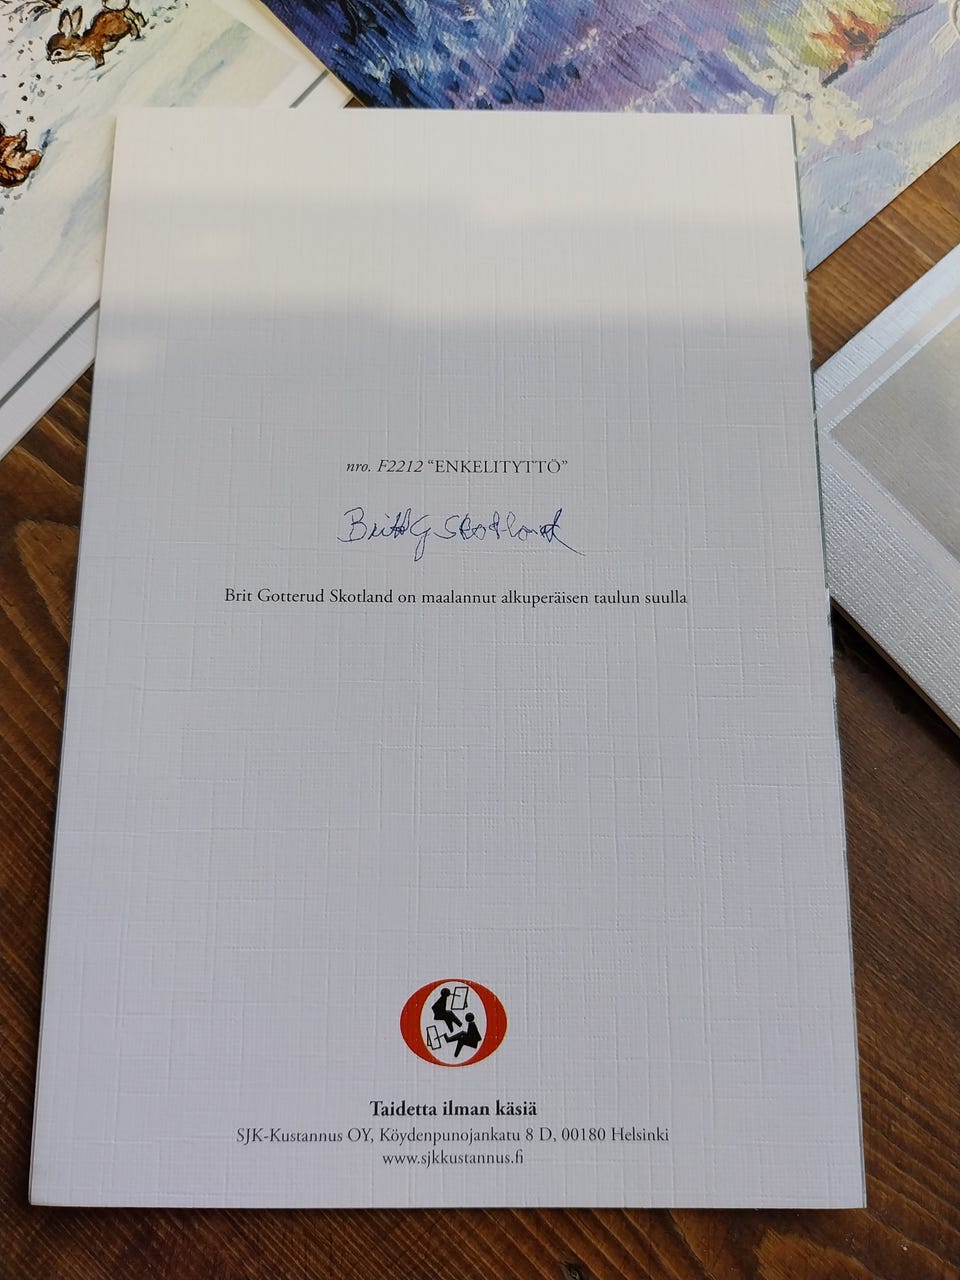 nro. F2212 “ENKELITYTTÖ”
Britt G Skotland
Brit Gotterud Skotland on maalannut alkuperäisen taulun suulla
Taidetta ilman käsiä
SJK-Kustannus OY, Köydenpunojankatu 8 D, 00180 Helsinki
www.sjkkustannus.fi